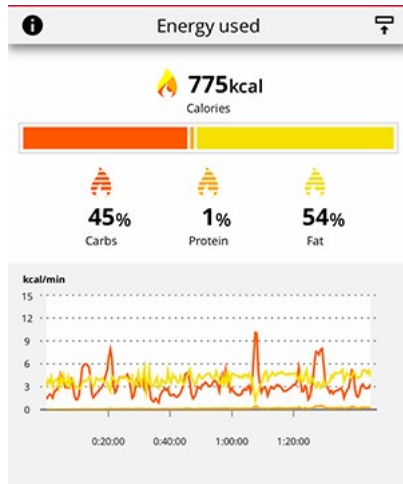 Energy used
775kcal
Calories
45% 1% 54%
Carbs Protein Fat
kcal/min
15
12
9
6
3
0
0:20:00 0:40:00 1:00:00 1:20:00